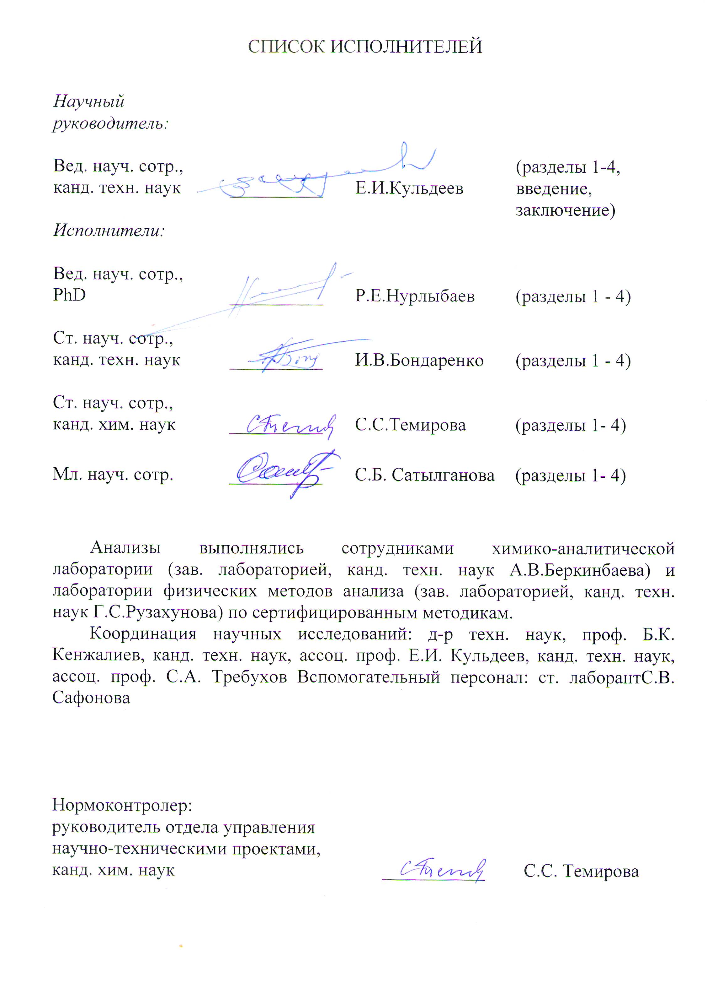 СПИСОК ИСПОЛНИТЕЛЕЙ
Научный
руководитель:
Вед. науч. сотр.,
канд. техн. наук
Е.И.Кульдеев
(разделы 1-4,
введение,
заключение)
Исполнители:
Вед. науч. сотр.,
PhD
Р.Е.Нурлыбаев
(разделы 1 - 4)
Ст. науч. сотр.,
канд. техн. наук
И.В.Бондаренко
(разделы 1 - 4)
Ст. науч. сотр.,
канд. хим. наук
С.С.Темирова
(разделы 1- 4)
Мл. науч. сотр.
С.Б. Сатылганова
(разделы 1- 4)
Анализы выполнялись сотрудниками химико-аналитической
лаборатории (зав. лабораторией, канд. техн. наук А.В.Беркинбаева) и
лаборатории физических методов анализа (зав. лабораторией, канд. техн.
наук Г.С.Рузахунова) по сертифицированным методикам.
Координация научных исследований: д-р техн. наук, проф. Б.К.
Кенжалиев, канд. техн. наук, ассоц. проф. Е.И. Кульдеев, канд. техн. наук,
ассоц. проф. С.А. Требухов Вспомогательный персонал: ст. лаборантС.В.
Сафонова
Нормоконтролер:
руководитель отдела управления
научно-техническими проектами,
канд. хим. наук
С.С. Темирова